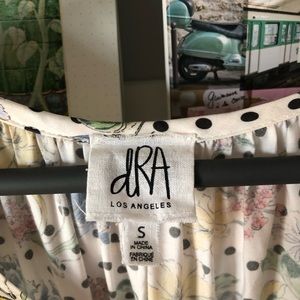 dRA
LOS ANGELES
S
MADE
IN
CHINA
FABRIQUÉ
EN CHINE